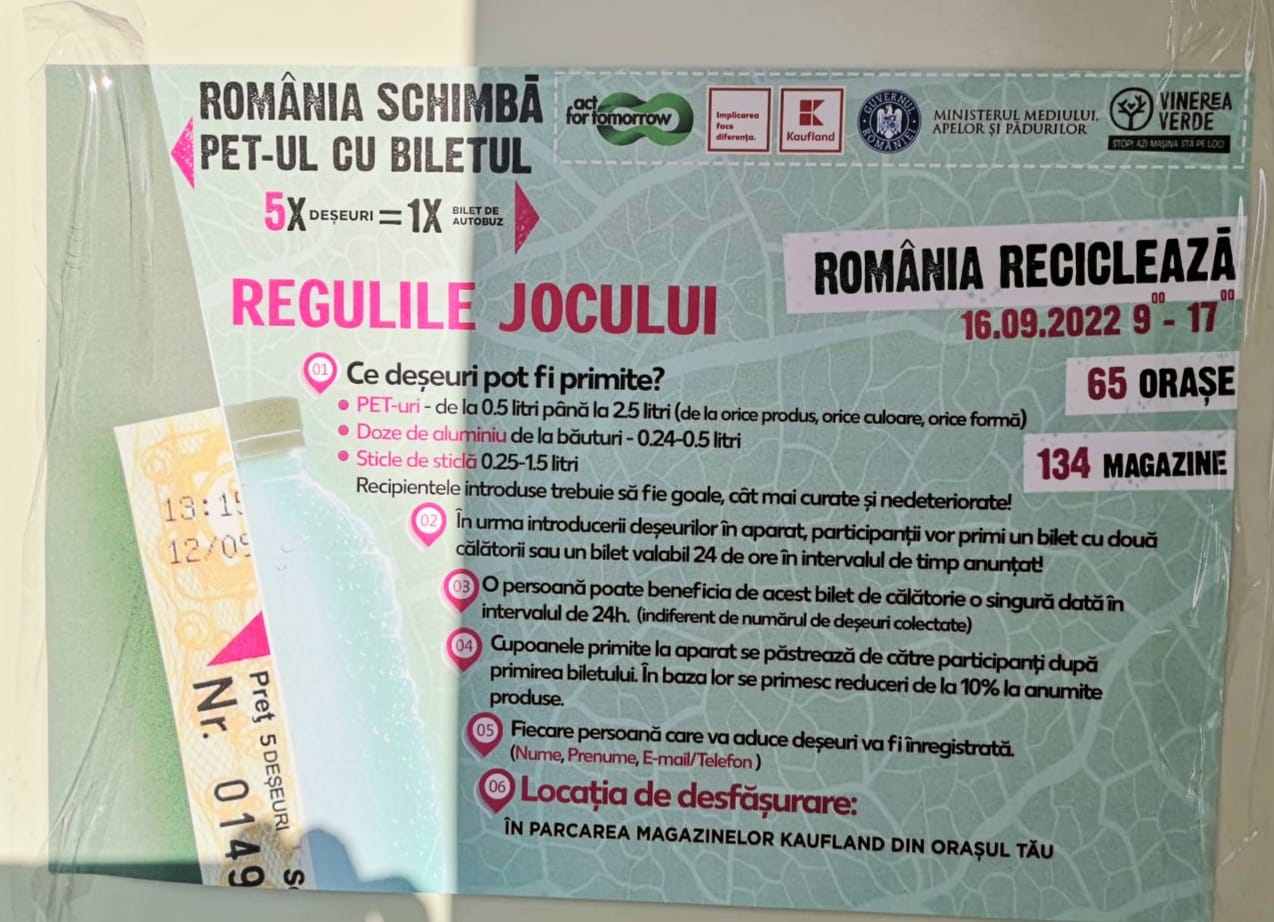 ROMÂNIA SCHIMBĂ
PET-UL CU BILETUL
5X DEȘEURI = 1X BILET DE AUTOBUZ
act for tomorrow
Implicarea face diferența.
Kaufland
GUVERNUL ROMÂNIEI
MINISTERUL MEDIULUI, APELOR ȘI PĂDURILOR
VINEREA VERDE
STOP! AZI MAȘINA STĂ PE LOC!
ROMÂNIA RECICLEAZĂ
16.09.2022 9⁰⁰ - 17⁰⁰
65 ORAȘE
134 MAGAZINE
REGULILE JOCULUI
01 Ce deșeuri pot fi primite?
• PET-uri - de la 0.5 litri până la 2.5 litri (de la orice produs, orice culoare, orice formă)
• Doze de aluminiu de la băuturi - 0.24-0.5 litri
• Sticle de sticlă 0.25-1.5 litri
Recipientele introduse trebuie să fie goale, cât mai curate și nedeteriorate!
02 În urma introducerii deșeurilor în aparat, participanții vor primi un bilet cu două
călătorii sau un bilet valabil 24 de ore în intervalul de timp anunțat!
03 O persoană poate beneficia de acest bilet de călătorie o singură dată în
intervalul de 24h. (indiferent de numărul de deșeuri colectate)
04 Cupoanele primite la aparat se păstrează de către participanți după
primirea biletului. În baza lor se primesc reduceri de la 10% la anumite
produse.
05 Fiecare persoană care va aduce deșeuri va fi înregistrată.
(Nume, Prenume, E-mail/Telefon )
06 Locația de desfășurare:
ÎN PARCAREA MAGAZINELOR KAUFLAND DIN ORAȘUL TĂU
13:15
12/09
Preț 5 DEȘEURI
Nr. 0149